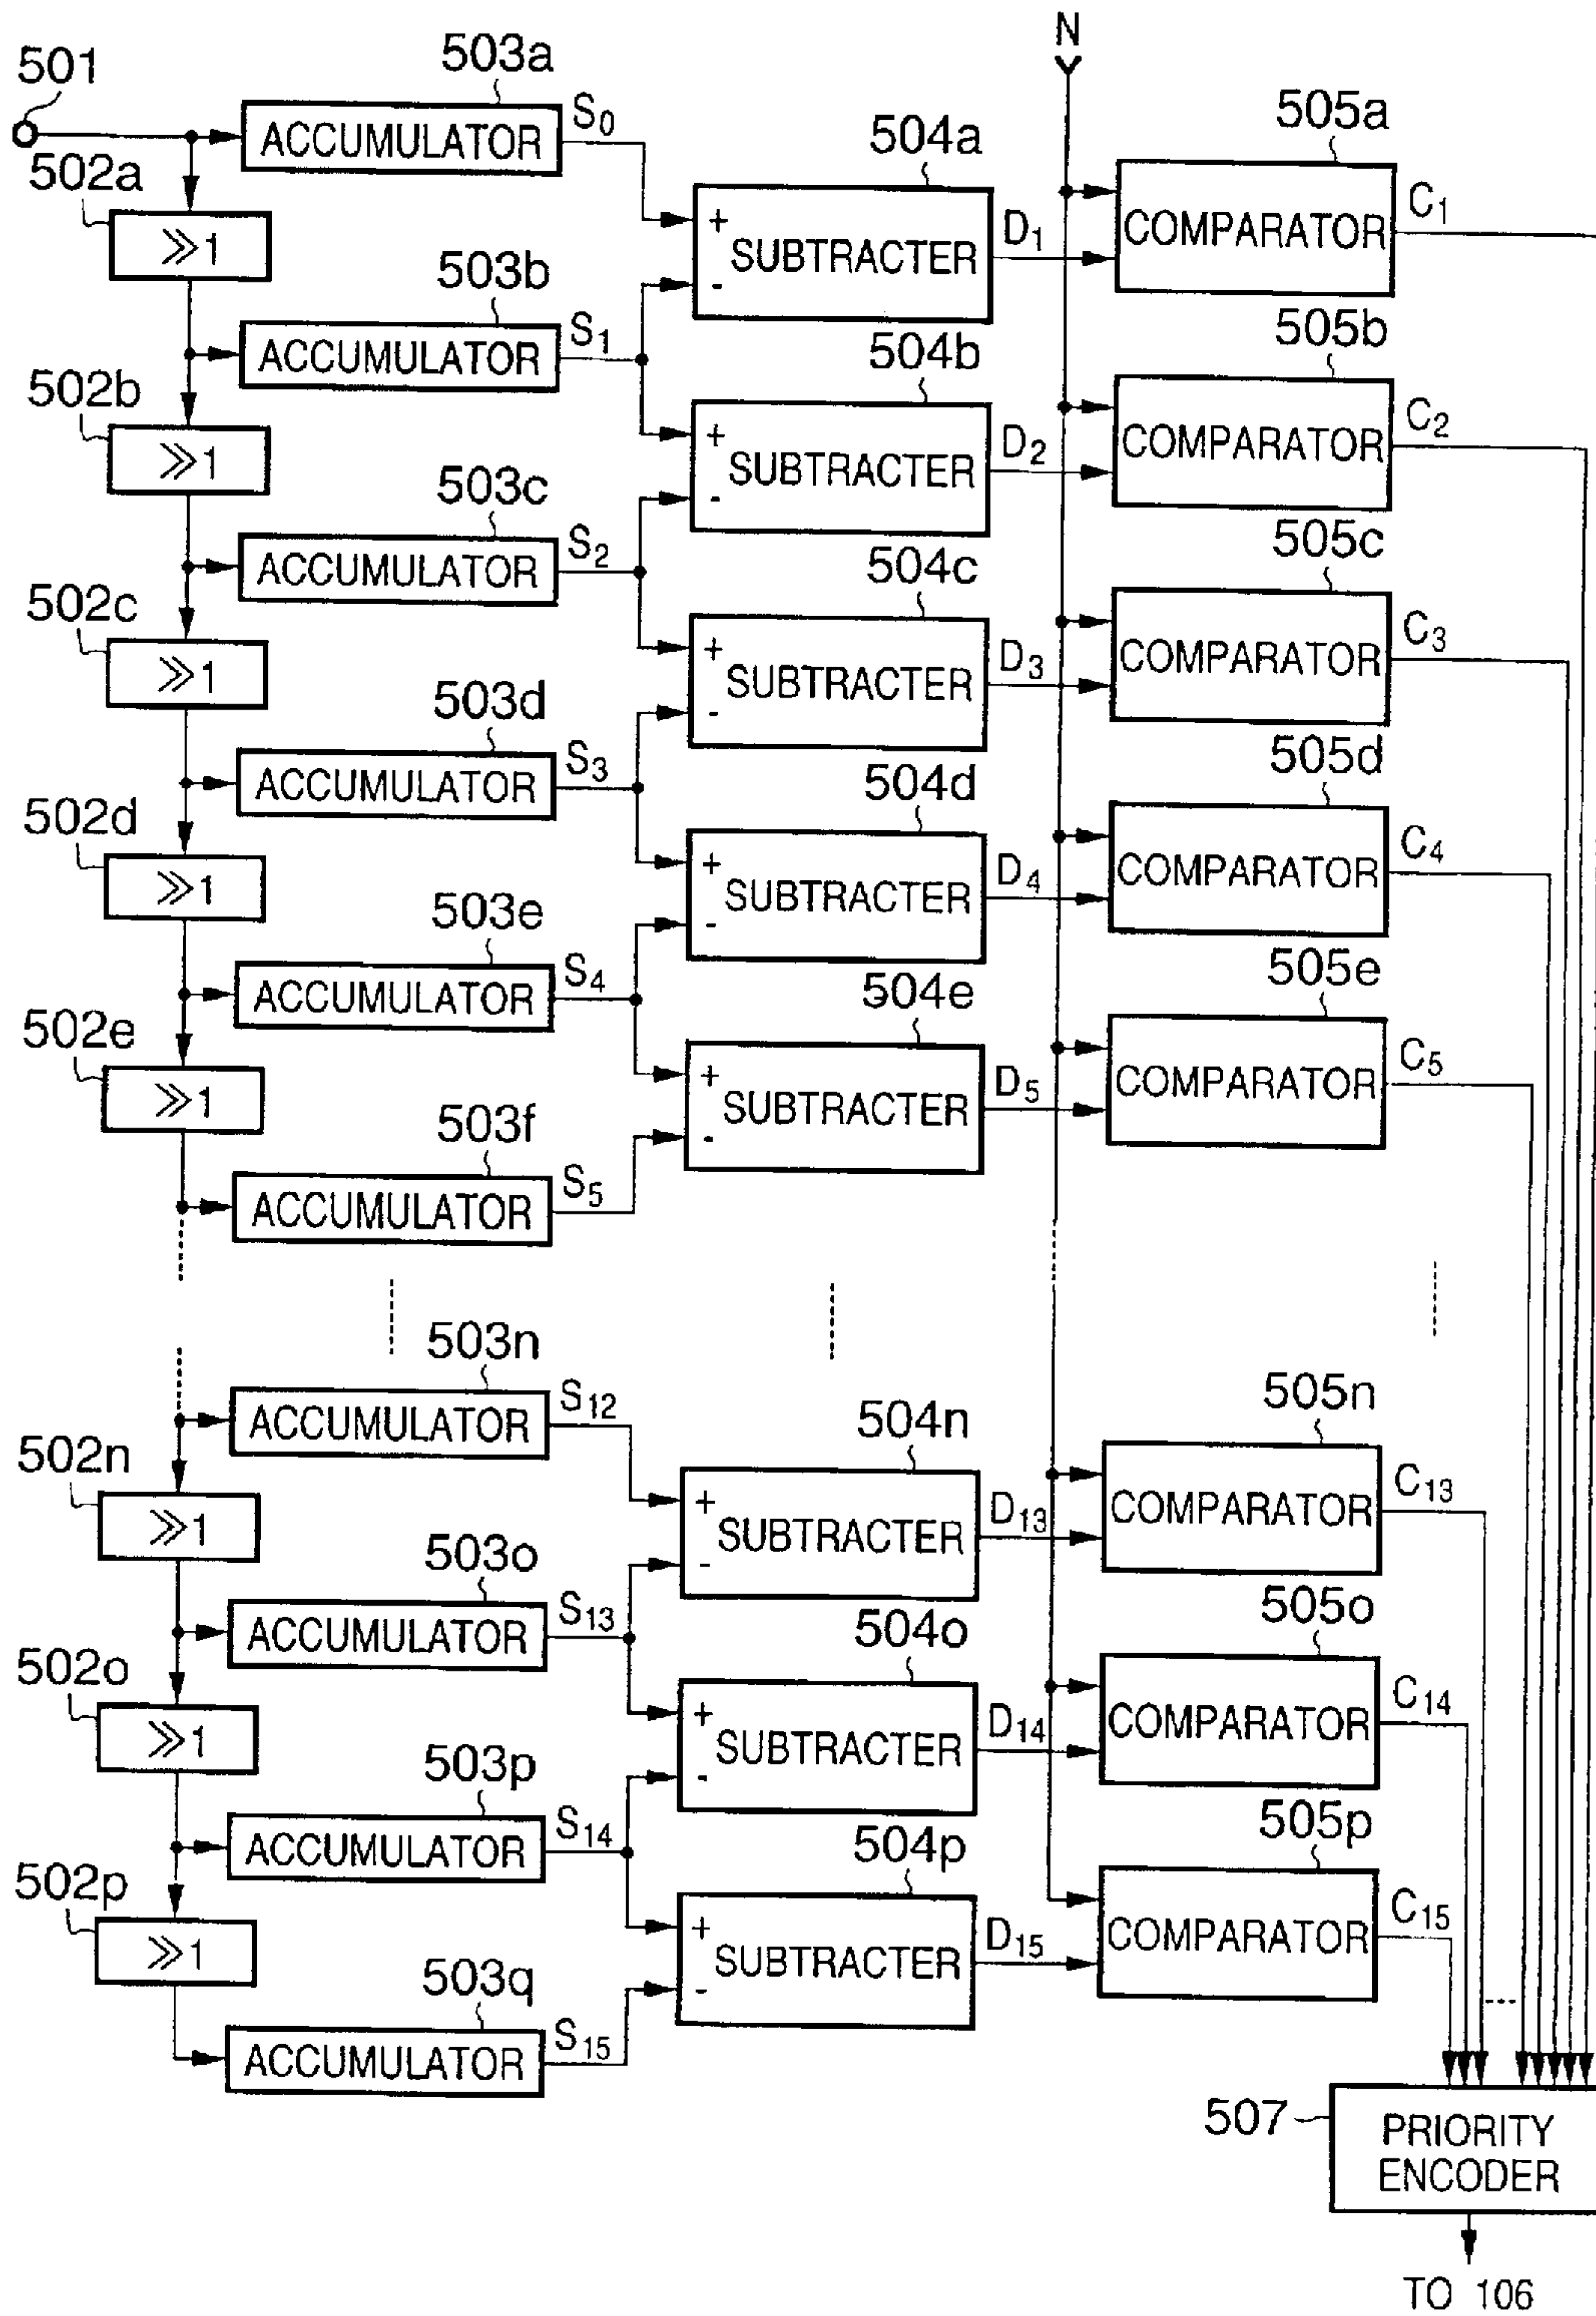 N
501
503a
ACCUMULATOR
S0
504a
505a
502a
>>1
+
-
SUBTRACTER
D1
COMPARATOR
C1
503b
ACCUMULATOR
S1
504b
505b
502b
>>1
+
-
SUBTRACTER
D2
COMPARATOR
C2
503c
ACCUMULATOR
S2
504c
505c
502c
>>1
+
-
SUBTRACTER
D3
COMPARATOR
C3
503d
ACCUMULATOR
S3
504d
505d
502d
>>1
+
-
SUBTRACTER
D4
COMPARATOR
C4
503e
ACCUMULATOR
S4
504e
505e
502e
>>1
+
-
SUBTRACTER
D5
COMPARATOR
C5
503f
ACCUMULATOR
S5
503n
ACCUMULATOR
S12
504n
505n
502n
>>1
+
-
SUBTRACTER
D13
COMPARATOR
C13
503o
ACCUMULATOR
S13
504o
505o
502o
>>1
+
-
SUBTRACTER
D14
COMPARATOR
C14
503p
ACCUMULATOR
S14
504p
505p
502p
>>1
+
-
SUBTRACTER
D15
COMPARATOR
C15
503q
ACCUMULATOR
S15
507
PRIORITY
ENCODER
TO 106